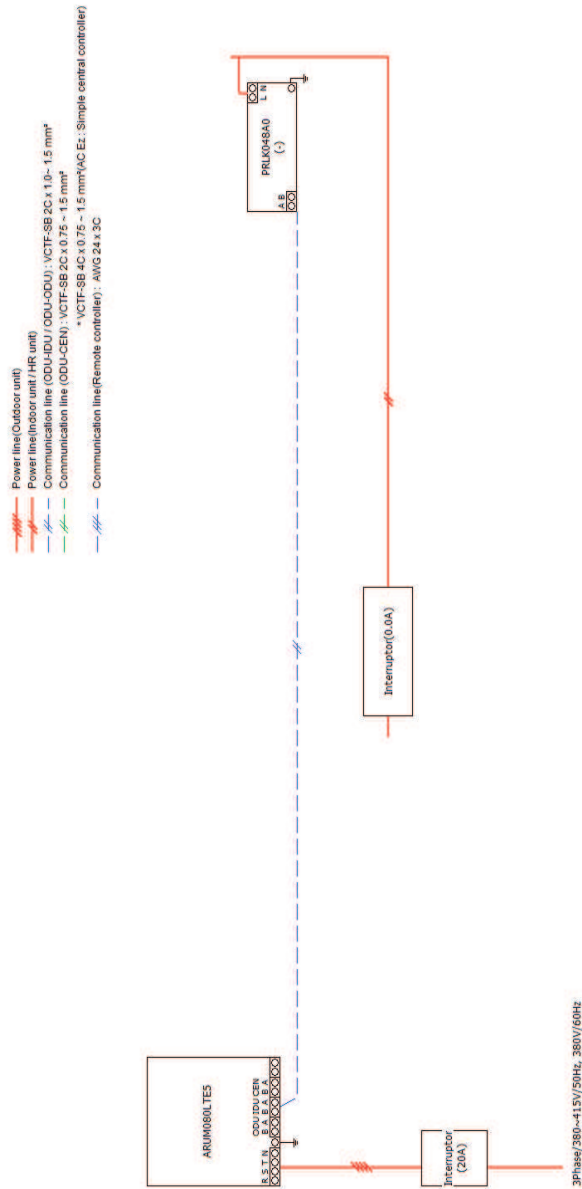 Power line(Outdoor unit)
Power line(Indoor unit / HR unit)
Communication line (ODU-IDU / ODU-ODU) : VCTF-SB 2C x 1.0~ 1.5 mm²
Communication line (ODU-CEN) : VCTF-SB 2C x 0.75 ~ 1.5 mm²
* VCTF-SB 4C x 0.75 ~ 1.5 mm²(AC Ez : Simple central controller)
Communication line(Remote controller) : AWG 24 x 3C
ARUM080LTE5
ODU IDU CEN
R S T N B A B A B A B A
Interruptor
(20A)
3Phase/380~415V/50Hz, 380V/60Hz
Interruptor(0.0A)
PRLK048A0
(-)
A B
L N